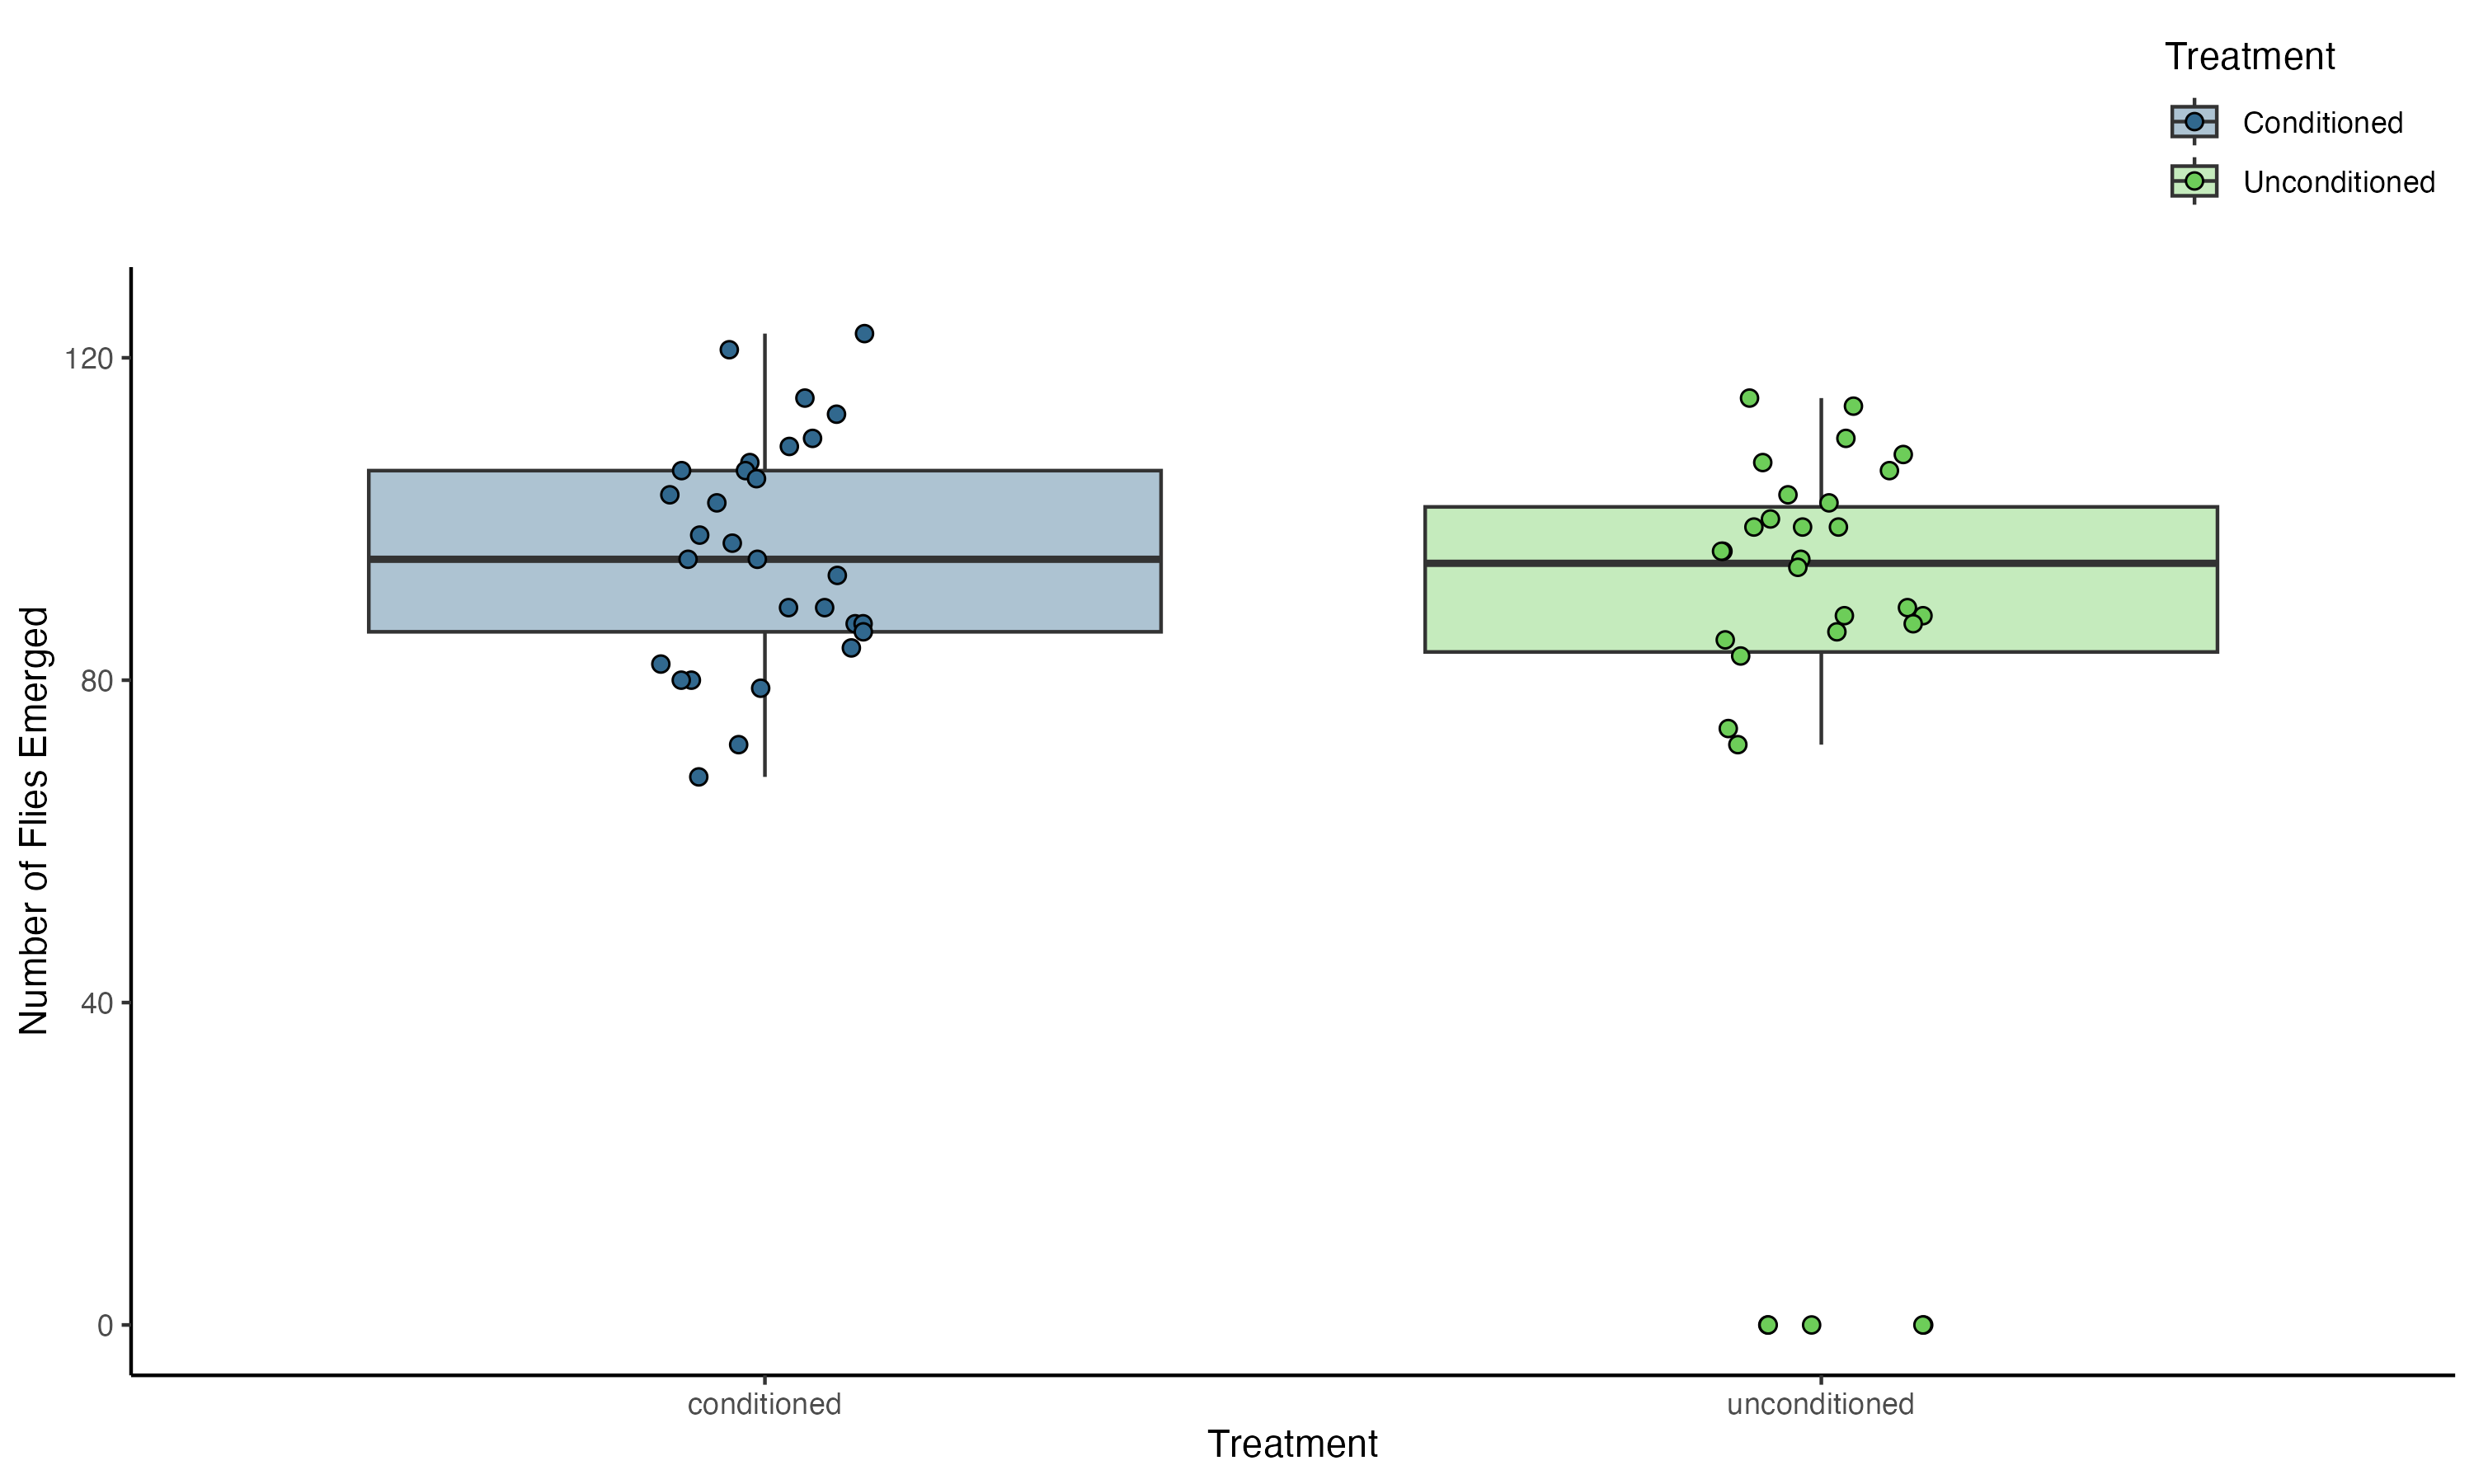 Treatment
Conditioned
Unconditioned
Number of Flies Emerged
120
80
40
0
conditioned
unconditioned
Treatment